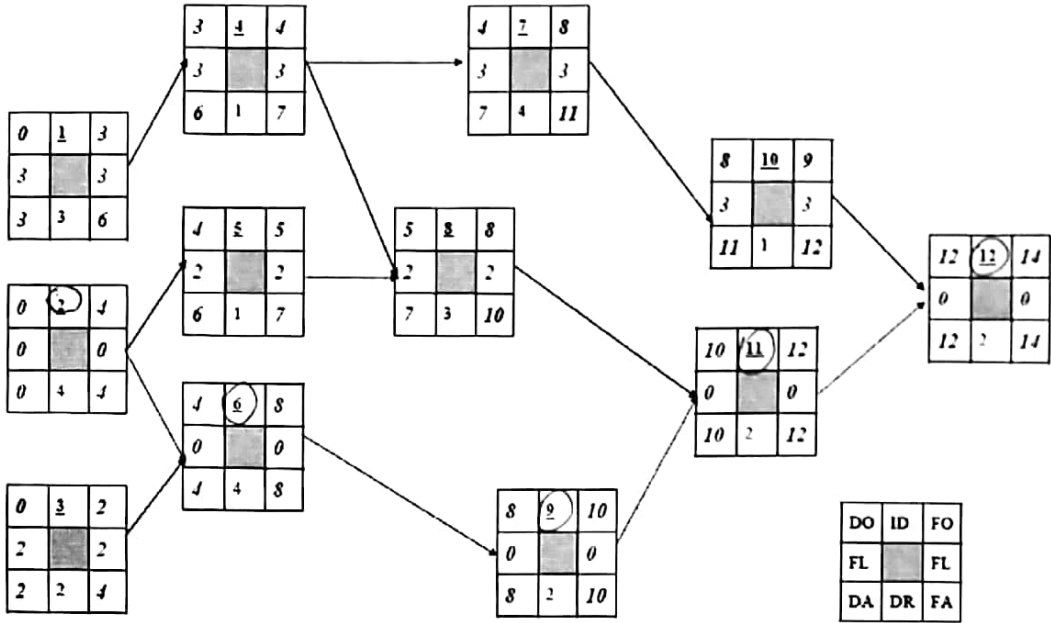 3 4 4
3 3
6 1 7
4 7 8
3 3
7 4 11
0 1 3
3 3
3 3 6
8 10 9
3 3
11 1 12
4 5 5
2 2
6 1 7
5 8 8
2 2
7 3 10
12 12 14
0 0
12 2 14
0 2 4
0 0
0 4 4
10 11 12
0 0
10 2 12
4 6 8
0 0
4 4 8
0 3 2
2 2
2 2 4
8 9 10
0 0
8 2 10
DO ID FO
FL FL
DA DR FA